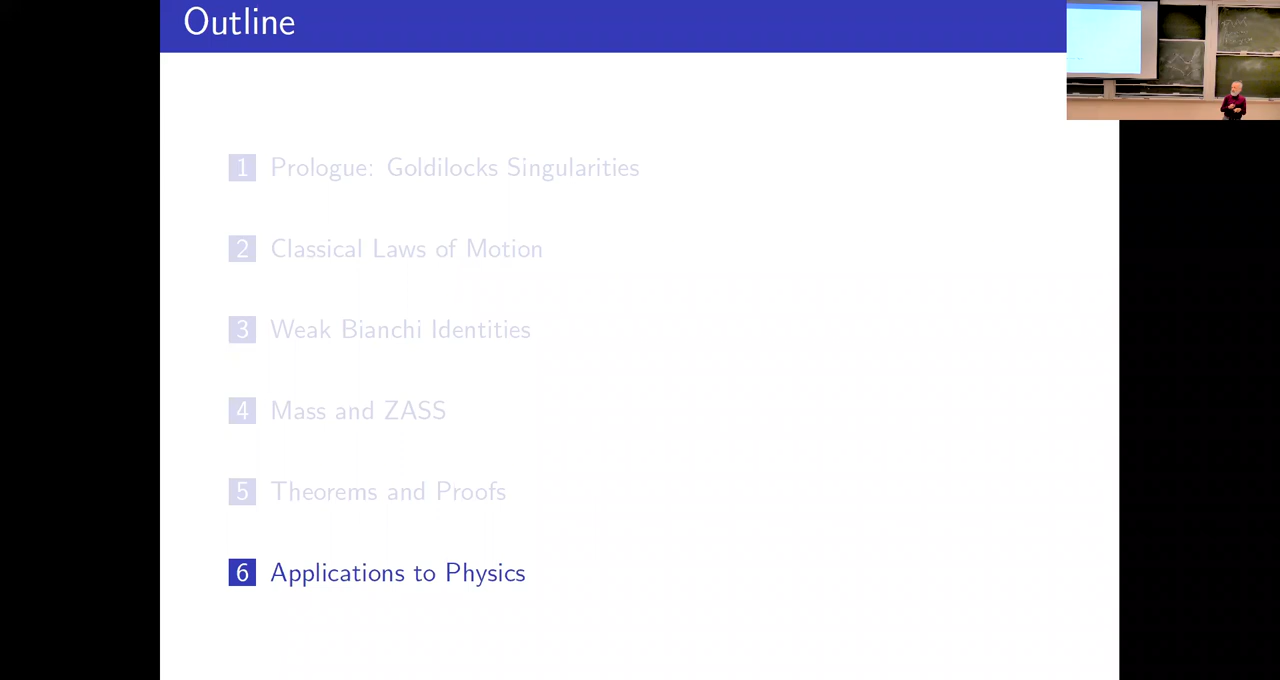 Outline
1 Prologue: Goldilocks Singularities
2 Classical Laws of Motion
3 Weak Bianchi Identities
4 Mass and ZASS
5 Theorems and Proofs
6 Applications to Physics